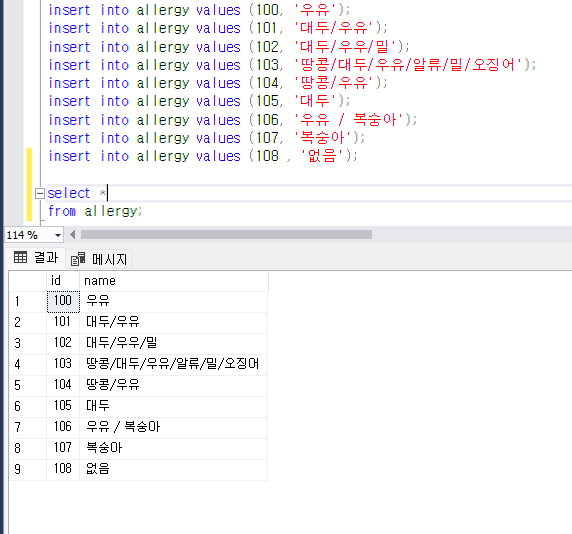 insert into allergy values (100, '우유');
insert into allergy values (101, '대두/우유');
insert into allergy values (102, '대두/우우/밀');
insert into allergy values (103, '땅콩/대두/우유/알류/밀/오징어');
insert into allergy values (104, '땅콩/우유');
insert into allergy values (105, '대두');
insert into allergy values (106, '우유 / 복숭아');
insert into allergy values (107, '복숭아');
insert into allergy values (108 , '없음');
select *
from allergy;
114 %
결과 메시지
id name
1 100 우유
2 101 대두/우유
3 102 대두/우우/밀
4 103 땅콩/대두/우유/알류/밀/오징어
5 104 땅콩/우유
6 105 대두
7 106 우유 / 복숭아
8 107 복숭아
9 108 없음